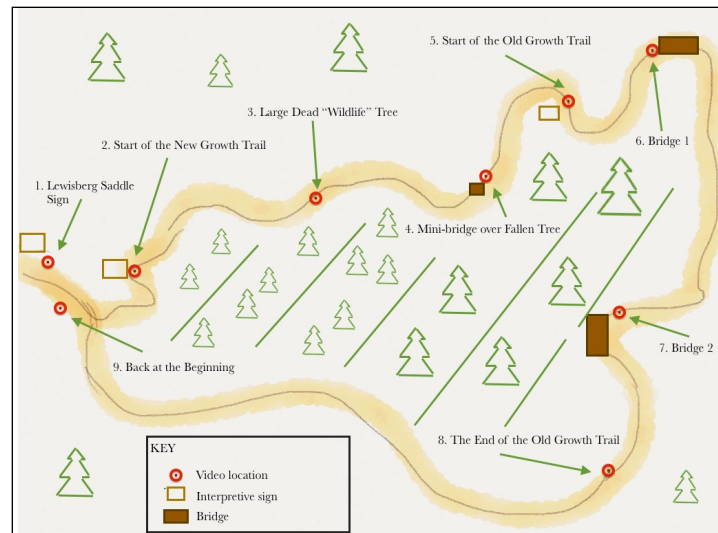 5. Start of the Old Growth Trail
3. Large Dead “Wildlife” Tree
6. Bridge 1
2. Start of the New Growth Trail
1. Lewisberg Saddle
Sign
4. Mini-bridge over Fallen Tree
7. Bridge 2
9. Back at the Beginning
8. The End of the Old Growth Trail
KEY
Video location
Interpretive sign
Bridge